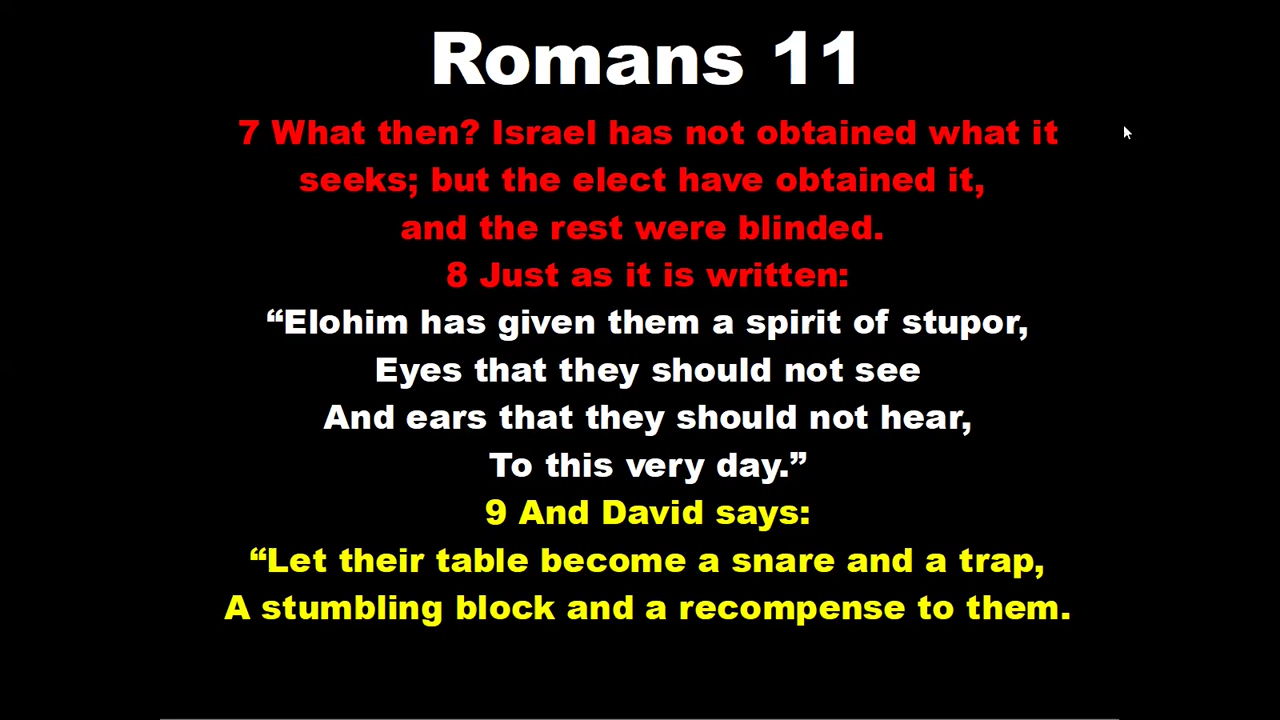 Romans 11
7 What then? Israel has not obtained what it
seeks; but the elect have obtained it,
and the rest were blinded.
8 Just as it is written:
“Elohim has given them a spirit of stupor,
Eyes that they should not see
And ears that they should not hear,
To this very day.”
9 And David says:
“Let their table become a snare and a trap,
A stumbling block and a recompense to them.